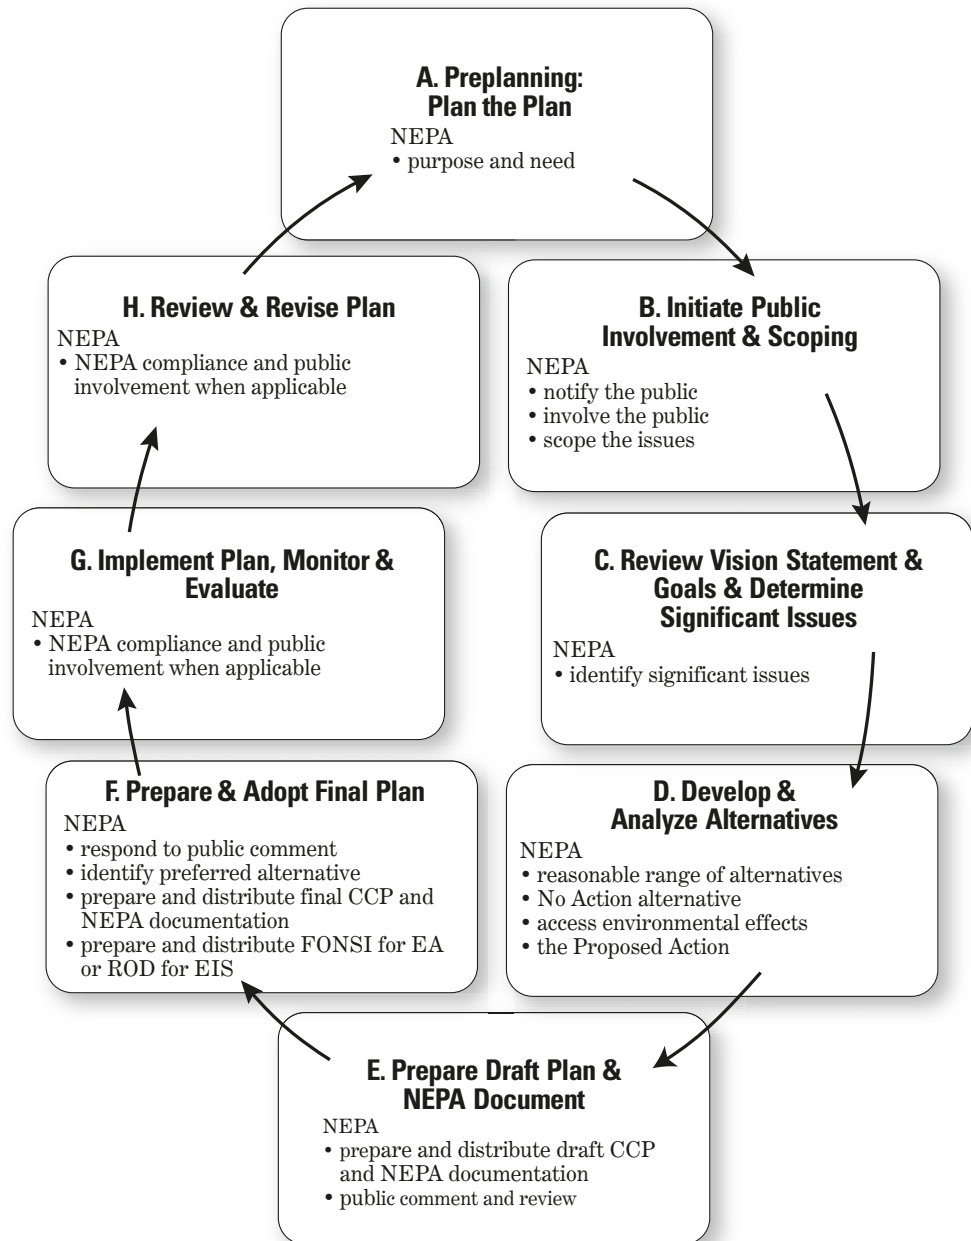 A. Preplanning:
Plan the Plan
NEPA
• purpose and need
B. Initiate Public
Involvement & Scoping
NEPA
• notify the public
• involve the public
• scope the issues
C. Review Vision Statement &
Goals & Determine
Significant Issues
NEPA
• identify significant issues
D. Develop &
Analyze Alternatives
NEPA
• reasonable range of alternatives
• No Action alternative
• access environmental effects
• the Proposed Action
E. Prepare Draft Plan &
NEPA Document
NEPA
• prepare and distribute draft CCP
and NEPA documentation
• public comment and review
F. Prepare & Adopt Final Plan
NEPA
• respond to public comment
• identify preferred alternative
• prepare and distribute final CCP and
NEPA documentation
• prepare and distribute FONSI for EA
or ROD for EIS
G. Implement Plan, Monitor &
Evaluate
NEPA
• NEPA compliance and public
involvement when applicable
H. Review & Revise Plan
NEPA
• NEPA compliance and public
involvement when applicable